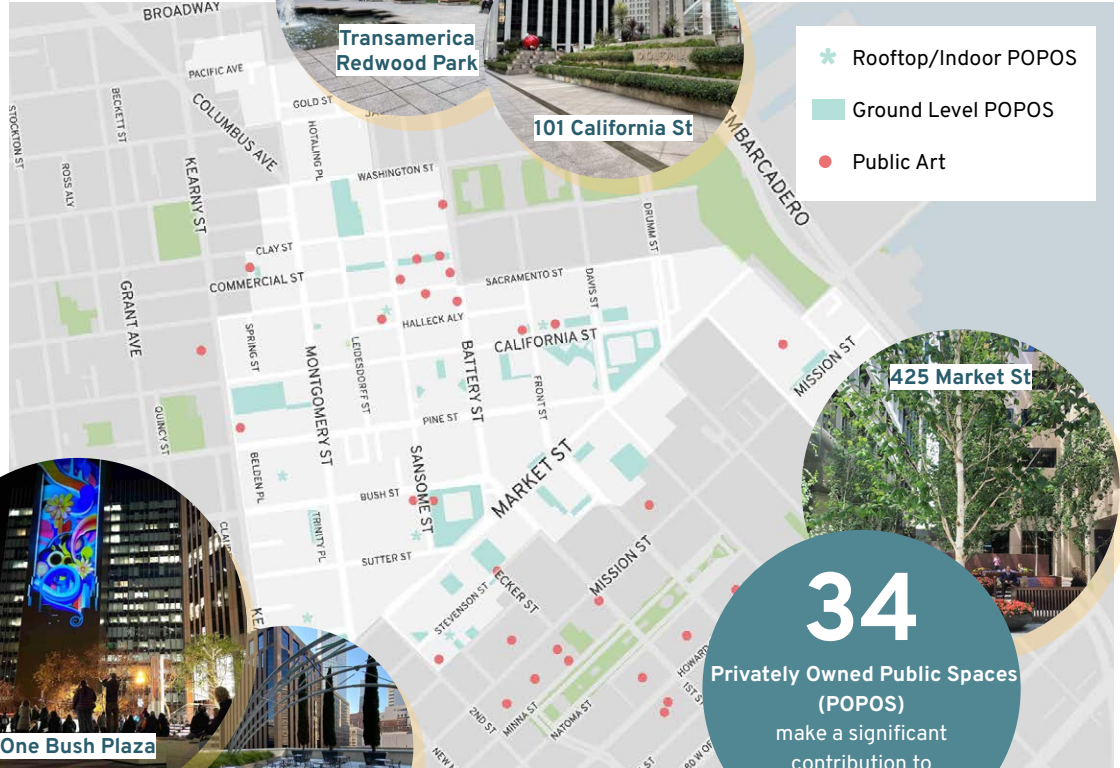 BROADWAY
Transamerica
Redwood Park
101 California St
Rooftop/Indoor POPOS
Ground Level POPOS
Public Art
PACIFIC AVE
COLUMBUS AVE
GOLD ST
STOCKTON ST
BECKETT ST
ROSS ALY
KEARNY ST
HOTALING PL
WASHINGTON ST
EMBARCADERO
DRUMM ST
CLAY ST
COMMERCIAL ST
SACRAMENTO ST
DAVIS ST
GRANT AVE
HALLECK ALY
CALIFORNIA ST
SPRING ST
MONTGOMERY ST
LEIDESDORFF ST
BATTERY ST
FRONT ST
MISSION ST
425 Market St
QUINCY ST
PINE ST
BELDEN PL
SANSOME ST
MARKET ST
BUSH ST
TRINITY PL
SUTTER ST
STEVENSON ST
ECKER ST
MISSION ST
34
Privately Owned Public Spaces
(POPOS)
make a significant
contribution to
HOWARD
1ST S
2ND ST
MINNA ST
NATOMA ST
One Bush Plaza